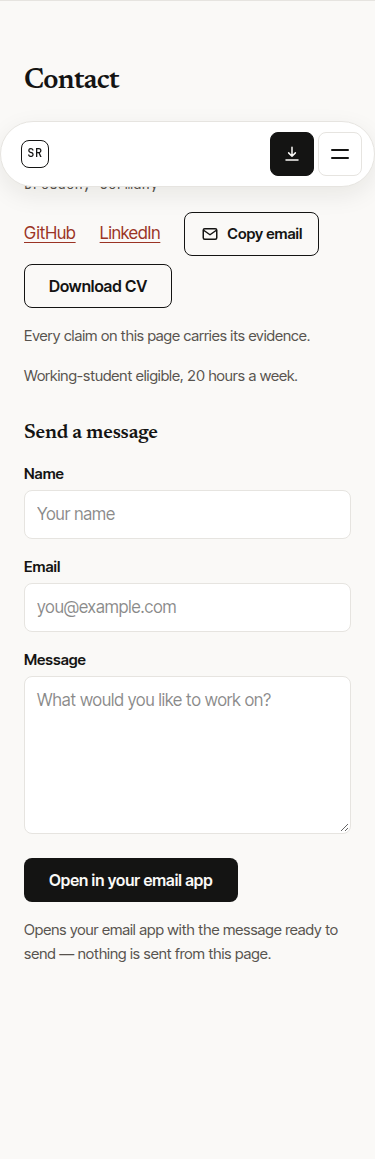 Contact
SR
GitHub
LinkedIn
Copy email
Download CV
Every claim on this page carries its evidence.
Working-student eligible, 20 hours a week.
Send a message
Name
Your name
Email
you@example.com
Message
What would you like to work on?
Open in your email app
Opens your email app with the message ready to
send — nothing is sent from this page.